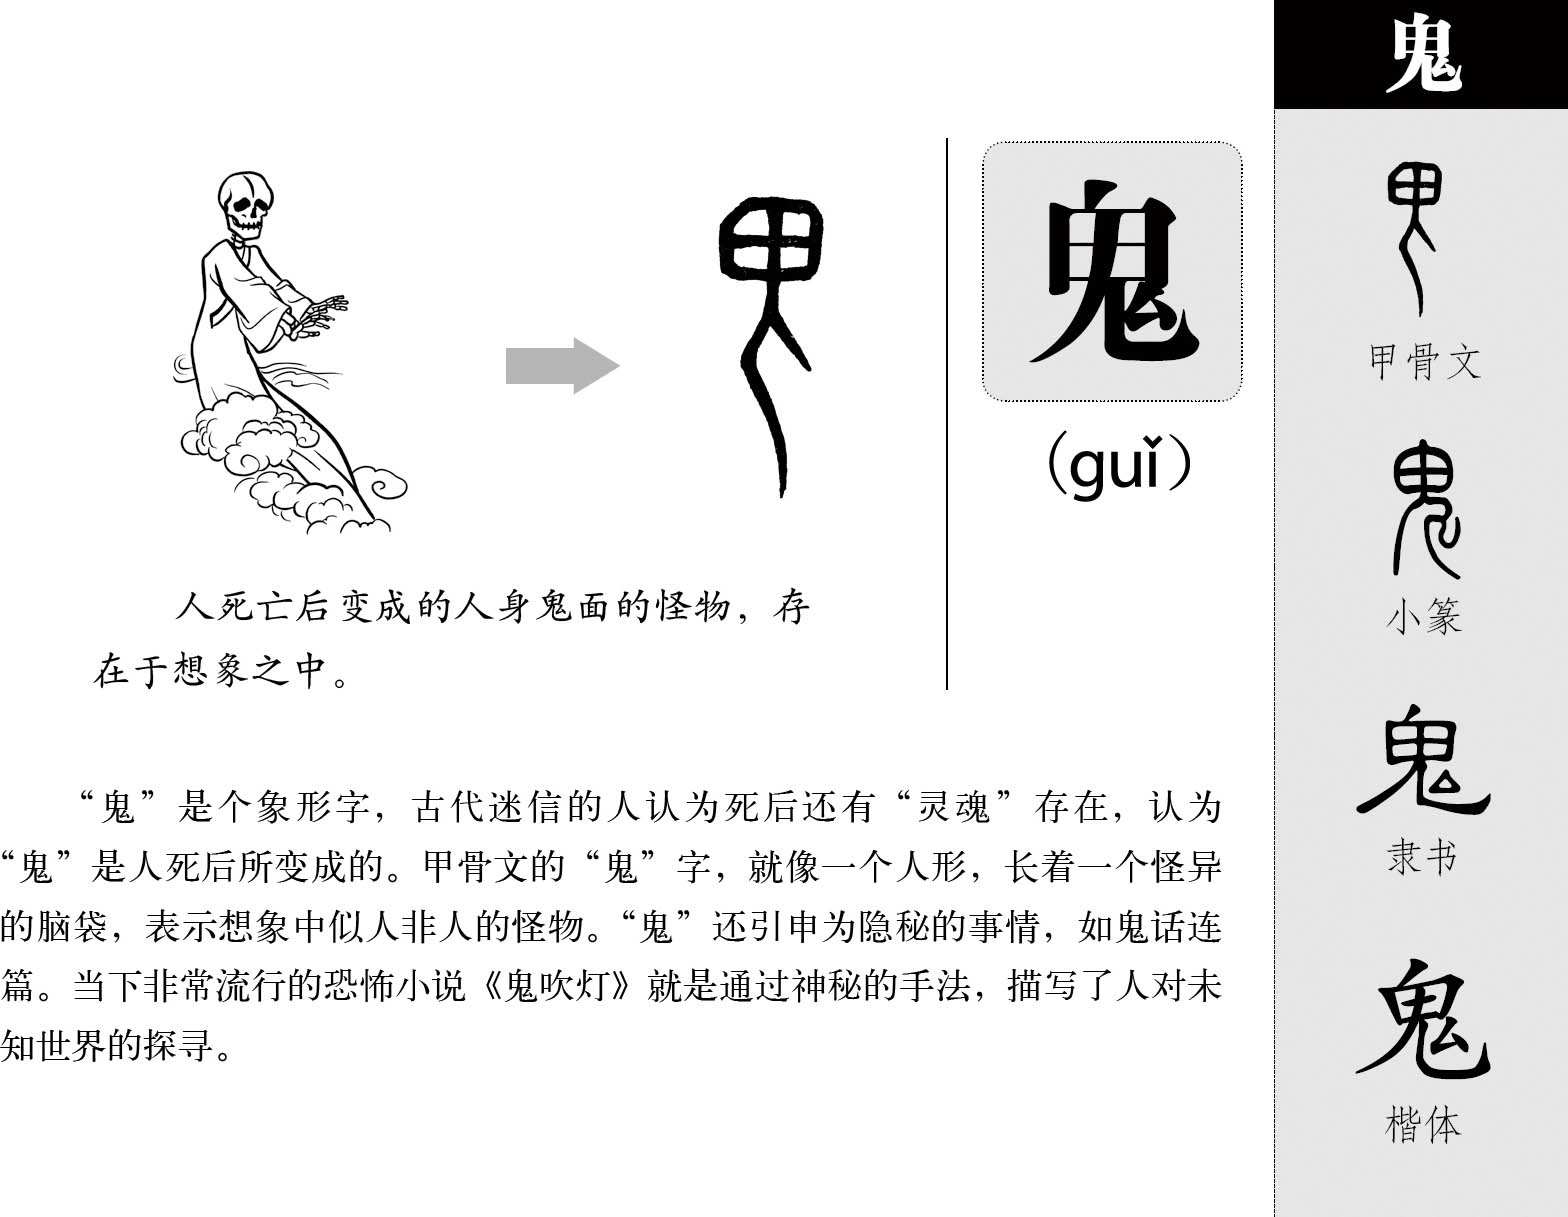 鬼
(guǐ)
人死亡后变成的人身鬼面的怪物，存
在于想象之中。
“鬼”是个象形字，古代迷信的人认为死后还有“灵魂”存在，认为
“鬼”是人死后所变成的。甲骨文的“鬼”字，就像一个人形，长着一个怪异
的脑袋，表示想象中似人非人的怪物。“鬼”还引申为隐秘的事情，如鬼话连
篇。当下非常流行的恐怖小说《鬼吹灯》就是通过神秘的手法，描写了人对未
知世界的探寻。
鬼
甲骨文
鬼
小篆
鬼
隶书
鬼
楷体